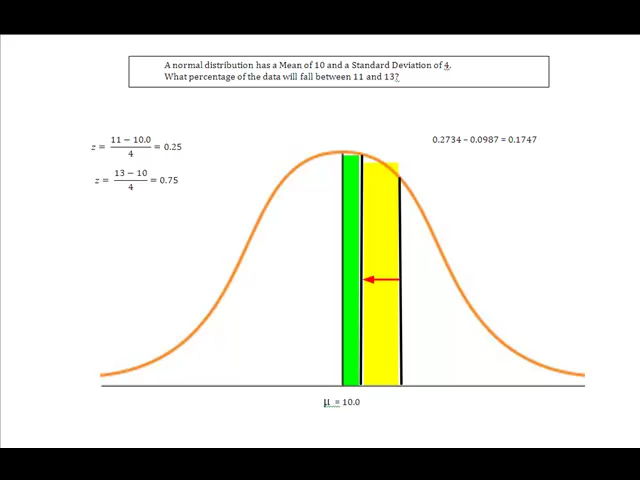 A normal distribution has a Mean of 10 and a Standard Deviation of 4.
What percentage of the data will fall between 11 and 13?
z = (11 − 10.0)/4 = 0.25
0.2734 – 0.0987 = 0.1747
z = (13 − 10)/4 = 0.75
μ = 10.0